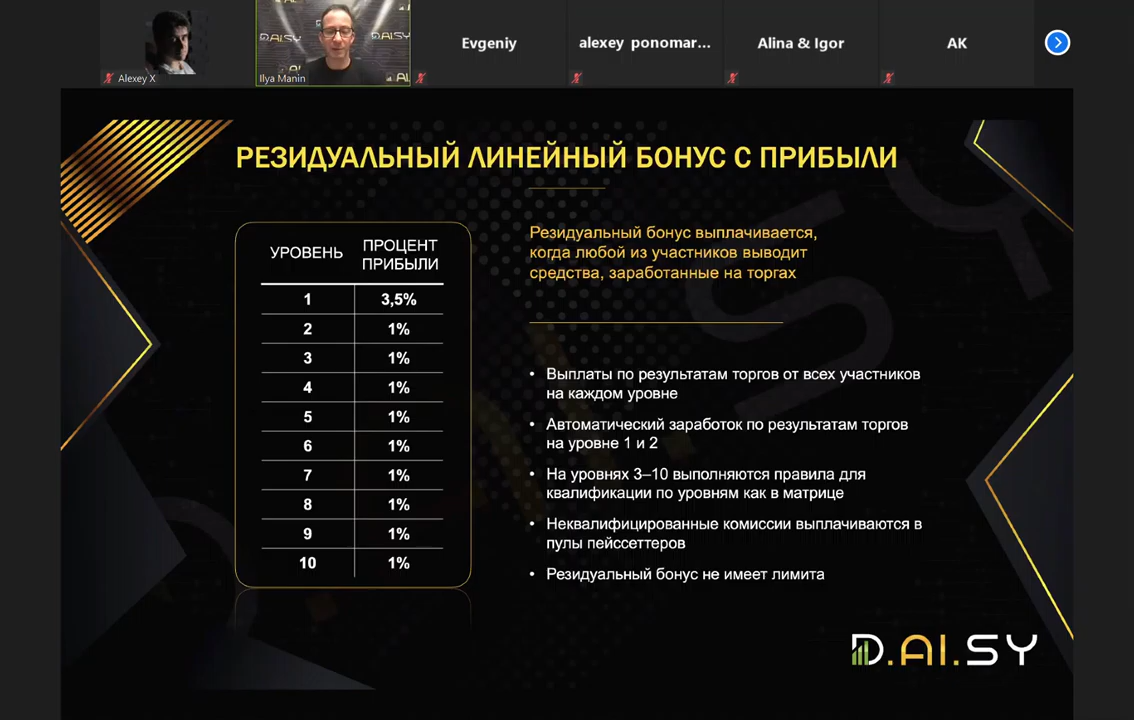 Evgeniy
alexey ponomar...
Alina & Igor
AK
Alexey X
Ilya Manin
РЕЗИДУАЛЬНЫЙ ЛИНЕЙНЫЙ БОНУС С ПРИБЫЛИ
УРОВЕНЬ ПРОЦЕНТ
ПРИБЫЛИ
1 3,5%
2 1%
3 1%
4 1%
5 1%
6 1%
7 1%
8 1%
9 1%
10 1%
Резидуальный бонус выплачивается,
когда любой из участников выводит
средства, заработанные на торгах
• Выплаты по результатам торгов от всех участников
на каждом уровне
• Автоматический заработок по результатам торгов
на уровне 1 и 2
• На уровнях 3–10 выполняются правила для
квалификации по уровням как в матрице
• Неквалифицированные комиссии выплачиваются в
пулы пейссеттеров
• Резидуальный бонус не имеет лимита
D.AI.SY